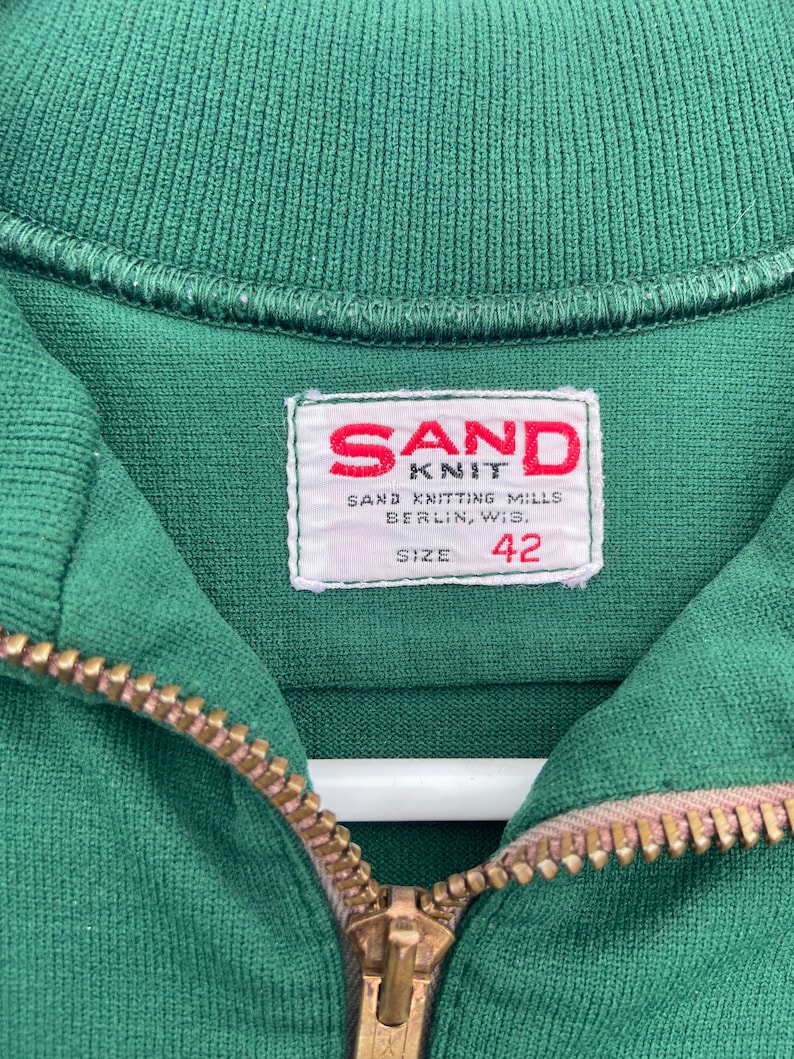 SAND
KNIT
SAND KNITTING MILLS
BERLIN, WIS.
SIZE 42